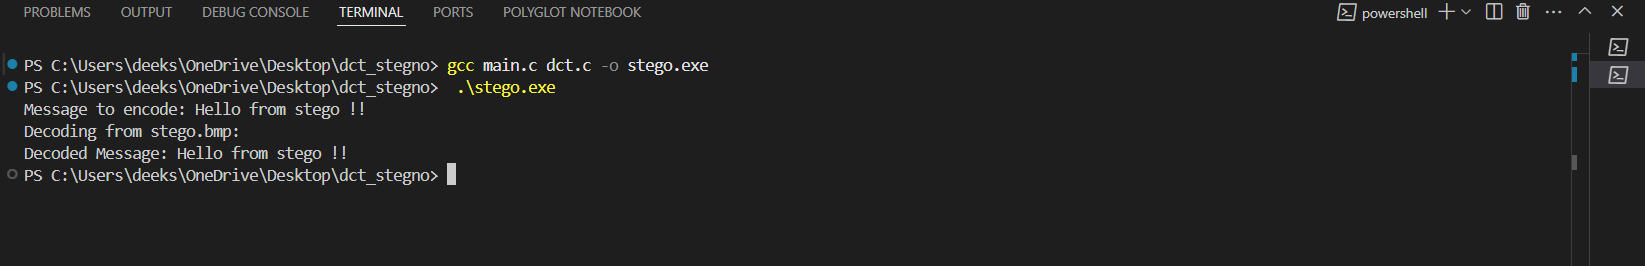 PROBLEMS OUTPUT DEBUG CONSOLE TERMINAL PORTS POLYGLOT NOTEBOOK powershell
PS C:\Users\deeks\OneDrive\Desktop\dct_stegno> gcc main.c dct.c -o stego.exe
PS C:\Users\deeks\OneDrive\Desktop\dct_stegno>  .\stego.exe
Message to encode: Hello from stego !!
Decoding from stego.bmp:
Decoded Message: Hello from stego !!
PS C:\Users\deeks\OneDrive\Desktop\dct_stegno>